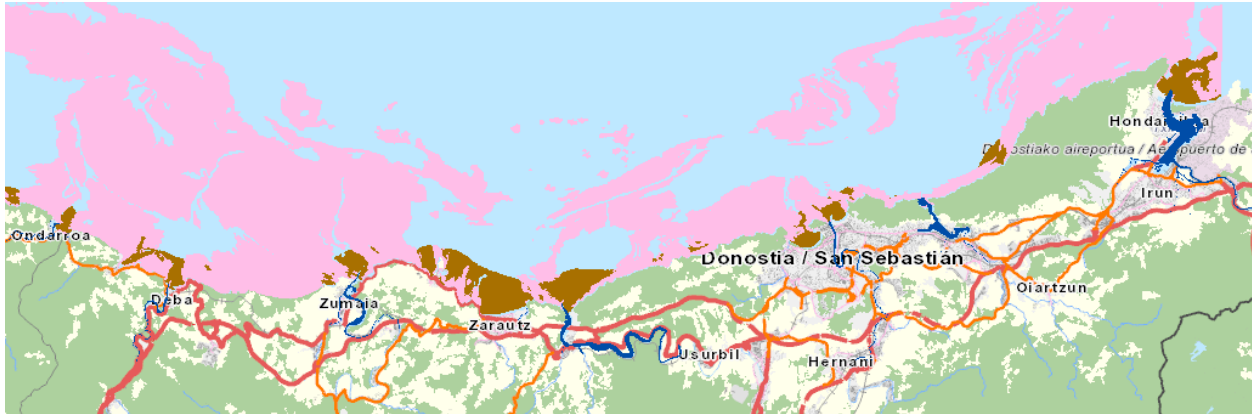 Hondarribia
Donostiako aireportua / Aeropuerto de
Irun
Ondarroa
Donostia / San Sebastián
Deba
Zumaia
Oiartzun
Zarautz
Usurbil
Hernani